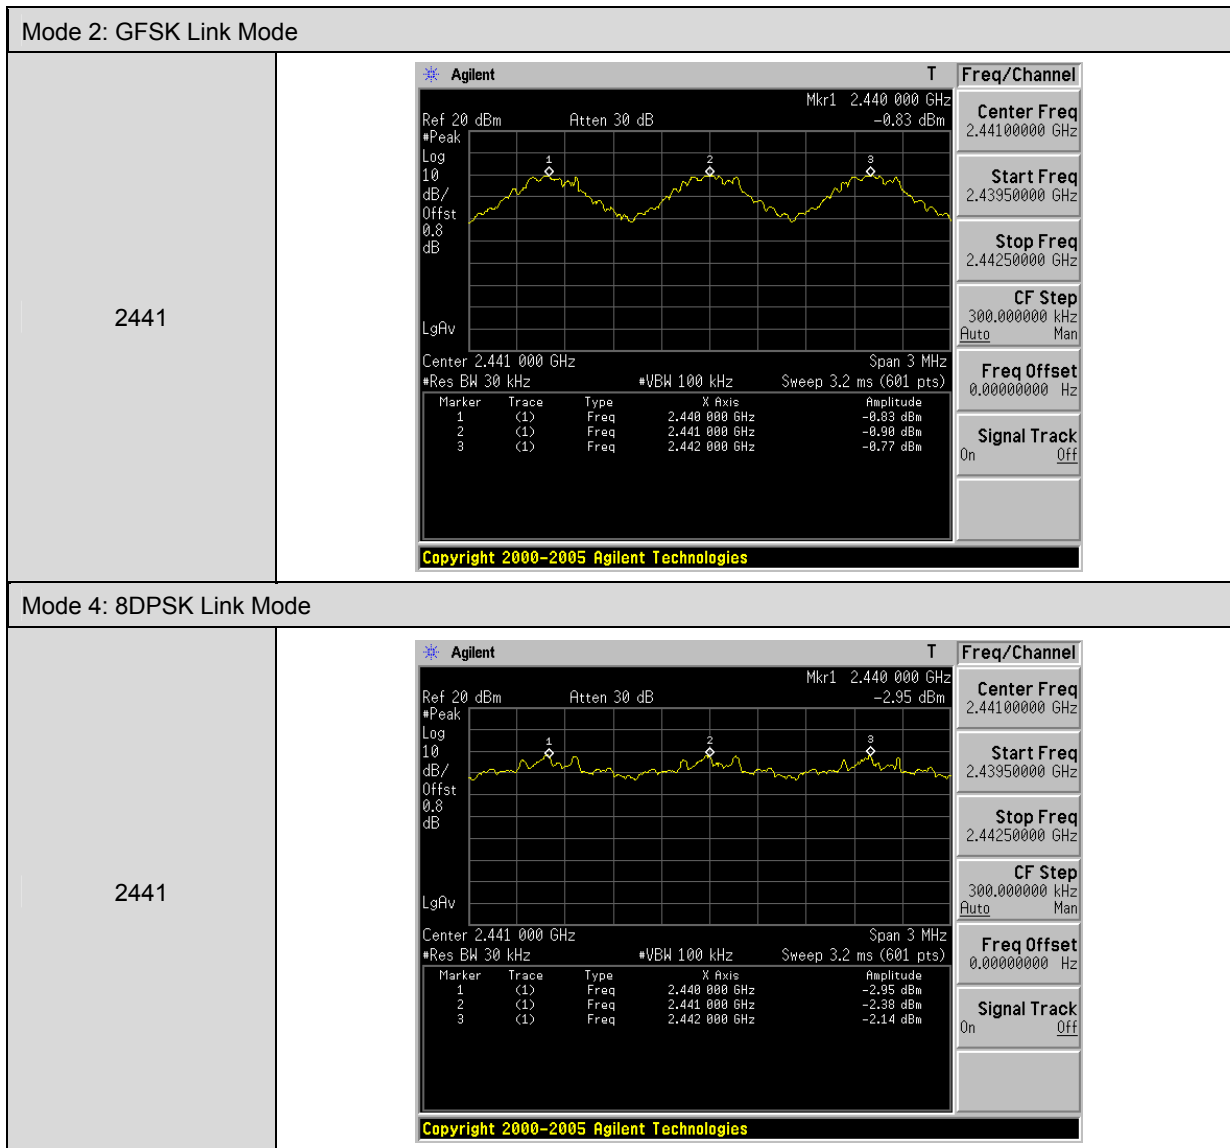 Mode 2: GFSK Link Mode
2441
Agilent T
Freq/Channel
Mkr1 2.440 000 GHz
Ref 20 dBm Atten 30 dB -0.83 dBm
#Peak
Log
10
dB/
Offst
0.8
dB
LgAv
1 2 3
Center 2.441 000 GHz Span 3 MHz
#Res BW 30 kHz #VBW 100 kHz Sweep 3.2 ms (601 pts)
Marker Trace Type X Axis Amplitude
1 (1) Freq 2.440 000 GHz -0.83 dBm
2 (1) Freq 2.441 000 GHz -0.90 dBm
3 (1) Freq 2.442 000 GHz -0.77 dBm
Center Freq
2.44100000 GHz
Start Freq
2.43950000 GHz
Stop Freq
2.44250000 GHz
CF Step
300.000000 kHz
Auto Man
Freq Offset
0.00000000 Hz
Signal Track
On Off
Copyright 2000-2005 Agilent Technologies
Mode 4: 8DPSK Link Mode
2441
Agilent T
Freq/Channel
Mkr1 2.440 000 GHz
Ref 20 dBm Atten 30 dB -2.95 dBm
#Peak
Log
10
dB/
Offst
0.8
dB
LgAv
1 2 3
Center 2.441 000 GHz Span 3 MHz
#Res BW 30 kHz #VBW 100 kHz Sweep 3.2 ms (601 pts)
Marker Trace Type X Axis Amplitude
1 (1) Freq 2.440 000 GHz -2.95 dBm
2 (1) Freq 2.441 000 GHz -2.38 dBm
3 (1) Freq 2.442 000 GHz -2.14 dBm
Center Freq
2.44100000 GHz
Start Freq
2.43950000 GHz
Stop Freq
2.44250000 GHz
CF Step
300.000000 kHz
Auto Man
Freq Offset
0.00000000 Hz
Signal Track
On Off
Copyright 2000-2005 Agilent Technologies